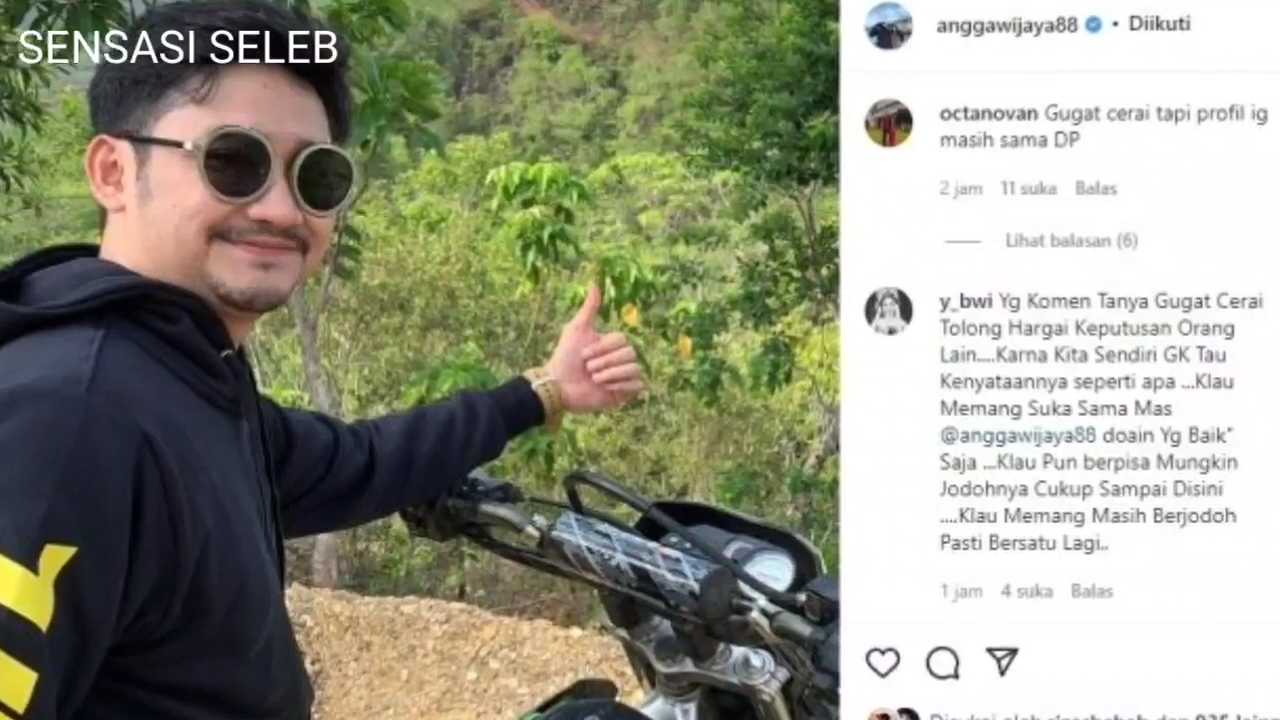 SENSASI SELEB
anggawijaya88 • Diikuti
octanovan Gugat cerai tapi profil ig
masih sama DP
2 jam 11 suka Balas
Lihat balasan (6)
y_bwi Yg Komen Tanya Gugat Cerai
Tolong Hargai Keputusan Orang
Lain....Karna Kita Sendiri GK Tau
Kenyataannya seperti apa ...Klau
Memang Suka Sama Mas
@anggawijaya88 doain Yg Baik"
Saja ...Klau Pun berpisa Mungkin
Jodohnya Cukup Sampai Disini
....Klau Memang Masih Berjodoh
Pasti Bersatu Lagi..
1 jam 4 suka Balas
Disukai oleh